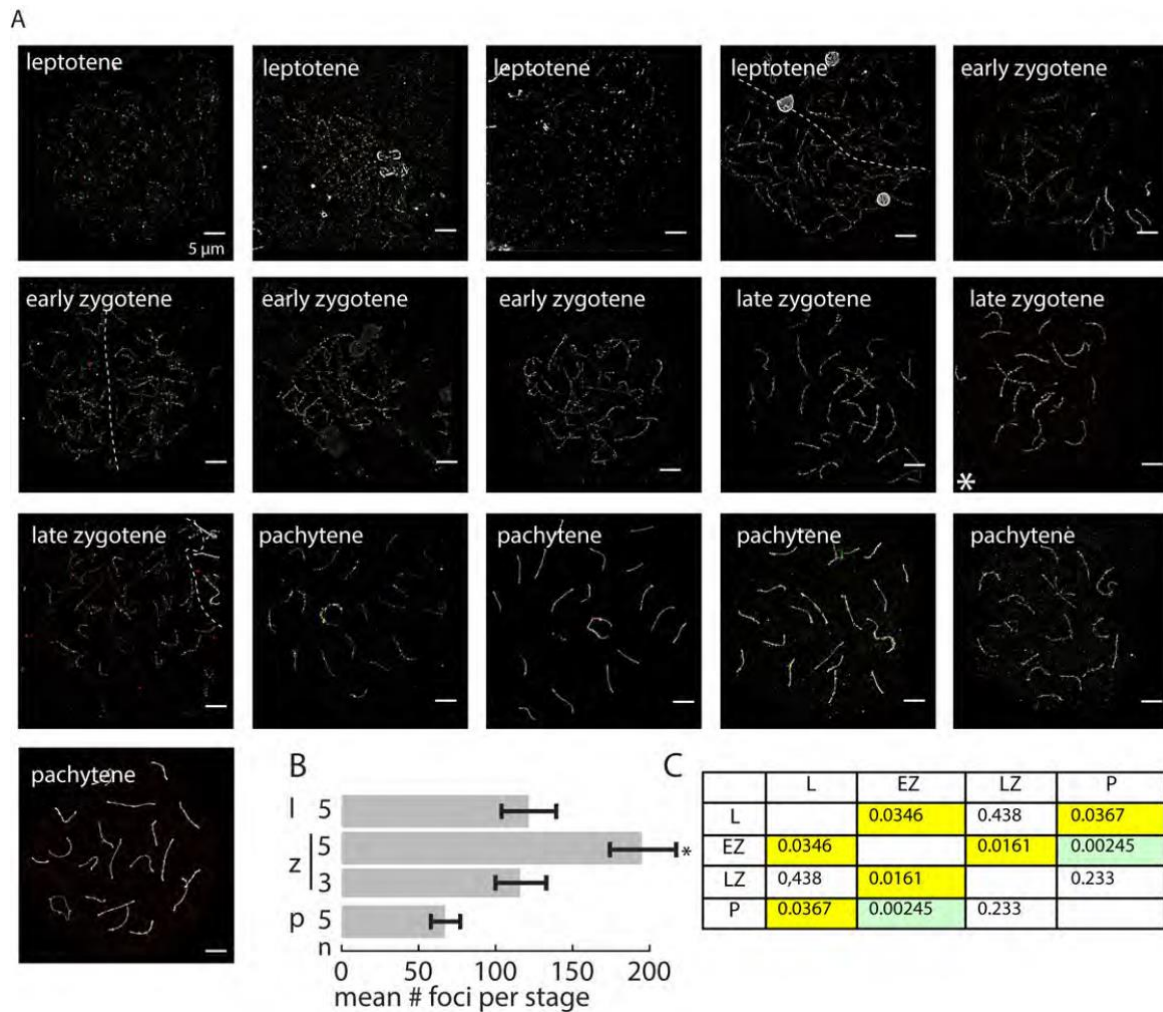 A
leptotene
leptotene
leptotene
leptotene
early zygotene
5 µm
early zygotene
early zygotene
early zygotene
late zygotene
late zygotene
*
late zygotene
pachytene
pachytene
pachytene
pachytene
pachytene
B
l 5
z 5 *
3
p 5
n
0 50 100 150 200
mean # foci per stage
C
L EZ LZ P
L 0.0346 0.438 0.0367
EZ 0.0346 0.0161 0.00245
LZ 0,438 0.0161 0.233
P 0.0367 0.00245 0.233